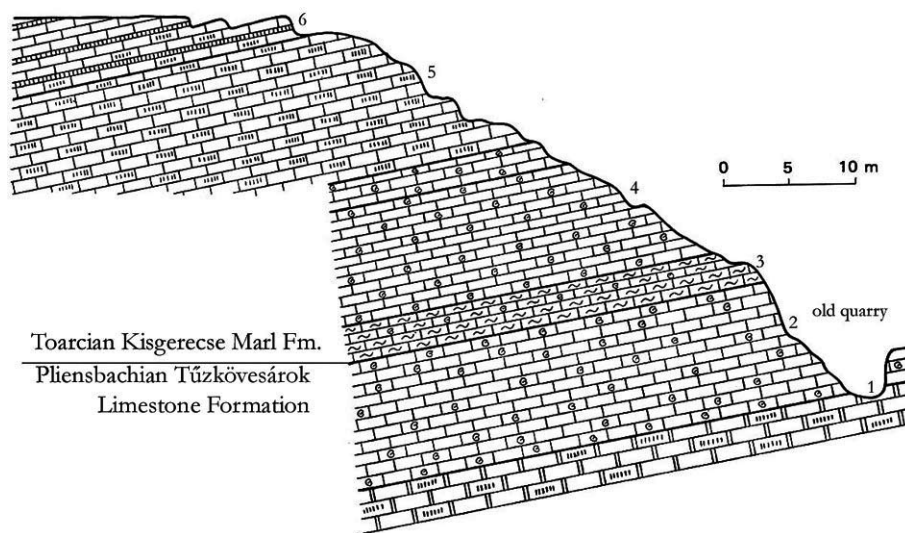 6
5
0 5 10 m
4
3
old quarry
2
Toarcian Kisgerecse Marl Fm.
Pliensbachian Tűzkövesárok
Limestone Formation
1